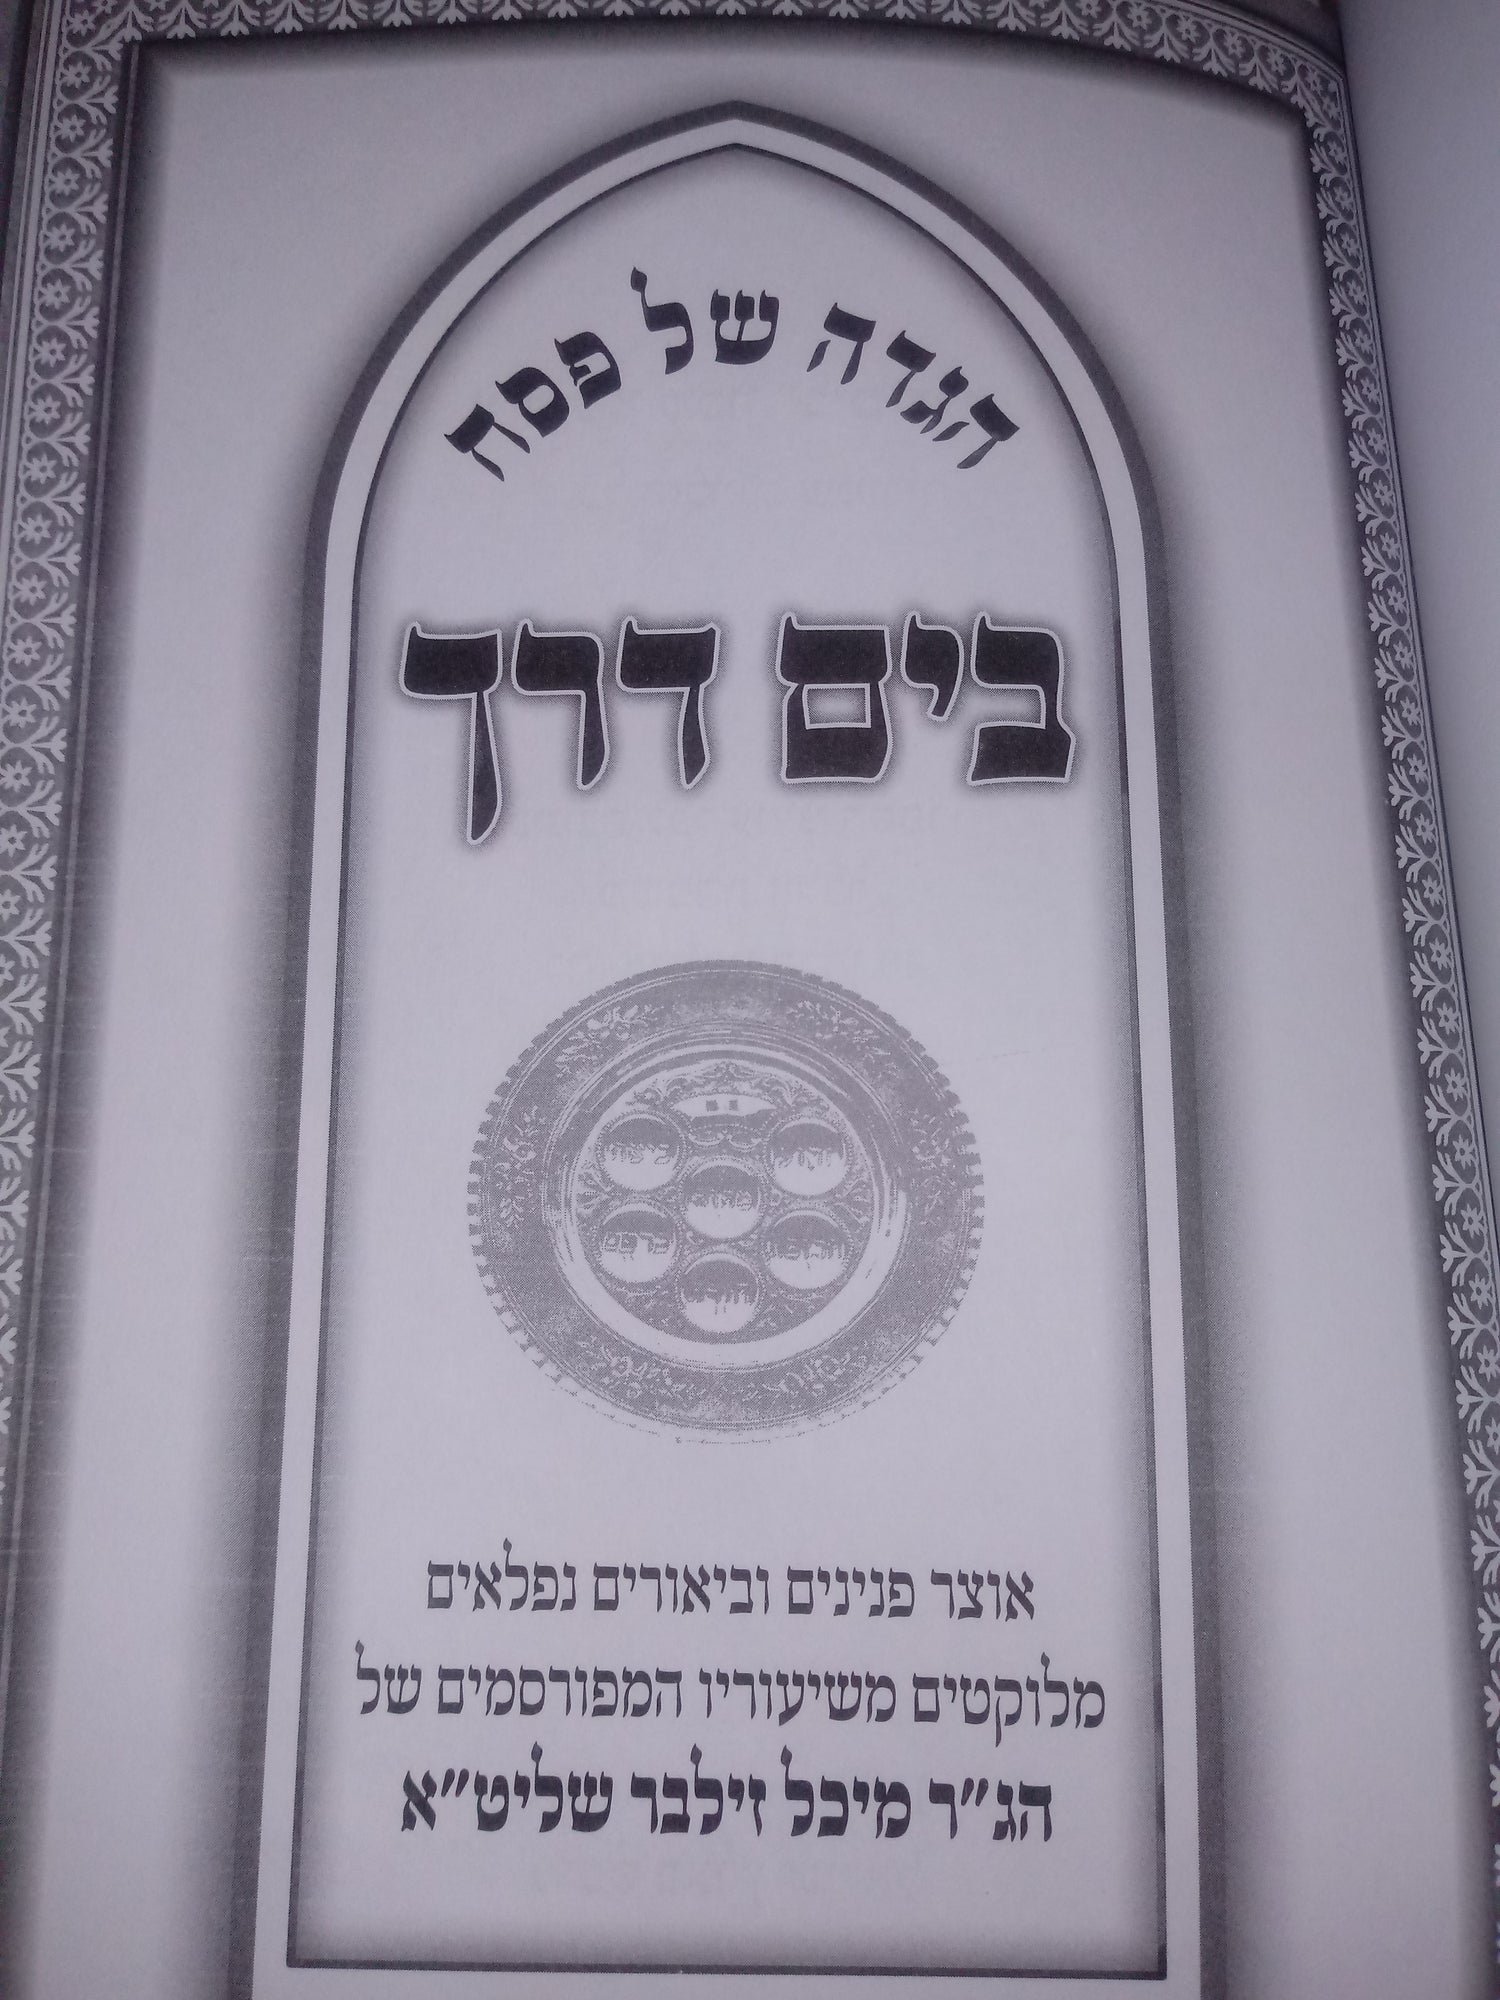 הגדה של פסח
בים דרך
אוצר פנינים וביאורים נפלאים
מלוקטים משיעוריו המפורסמים של
הג״ר מיכל זילבר שליט״א